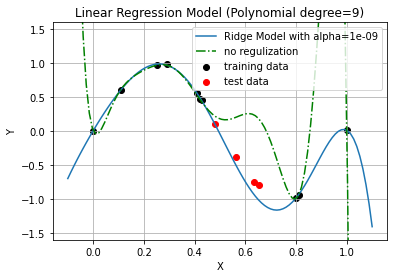 Linear Regression Model (Polynomial degree=9)
Ridge Model with alpha=1e-09
no regulization
training data
test data
1.5
1.0
0.5
0.0
−0.5
−1.0
−1.5
Y
0.0 0.2 0.4 0.6 0.8 1.0
X